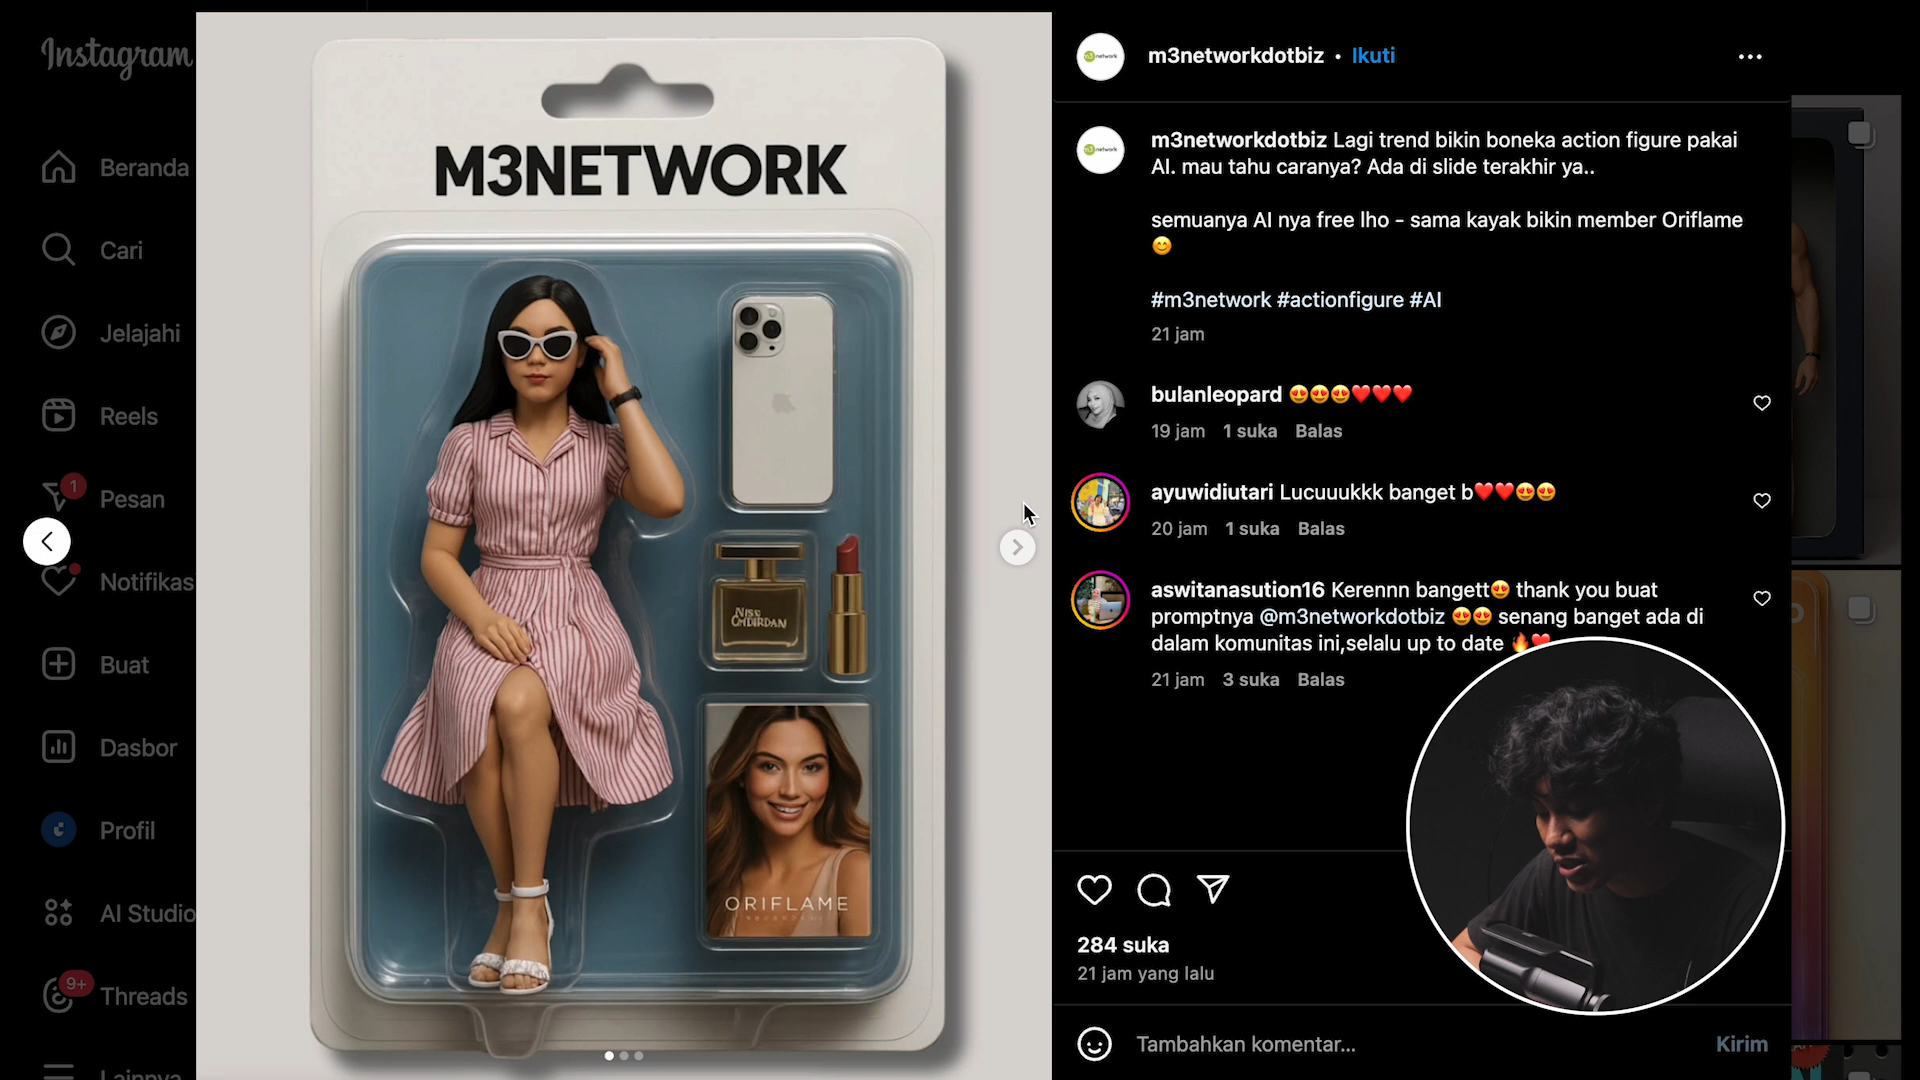 Instagram
Beranda
Cari
Jelajahi
Reels
1
Pesan
Notifikas
Buat
Dasbor
Profil
AI Studio
9+
Threads
Lainnya
M3NETWORK
ORIFLAME
m3networkdotbiz • Ikuti
m3networkdotbiz Lagi trend bikin boneka action figure pakai
AI. mau tahu caranya? Ada di slide terakhir ya..
semuanya AI nya free lho - sama kayak bikin member Oriflame
😊
#m3network #actionfigure #AI
21 jam
bulanleopard 😍😍😍❤️❤️❤️
19 jam 1 suka Balas
ayuwidiutari Lucuuukkk banget b❤️❤️😍😍
20 jam 1 suka Balas
aswitanasution16 Kerennn bangett😍 thank you buat
promptnya @m3networkdotbiz 😍😍 senang banget ada di
dalam komunitas ini,selalu up to date 🔥❤️
21 jam 3 suka Balas
284 suka
21 jam yang lalu
Tambahkan komentar...
Kirim